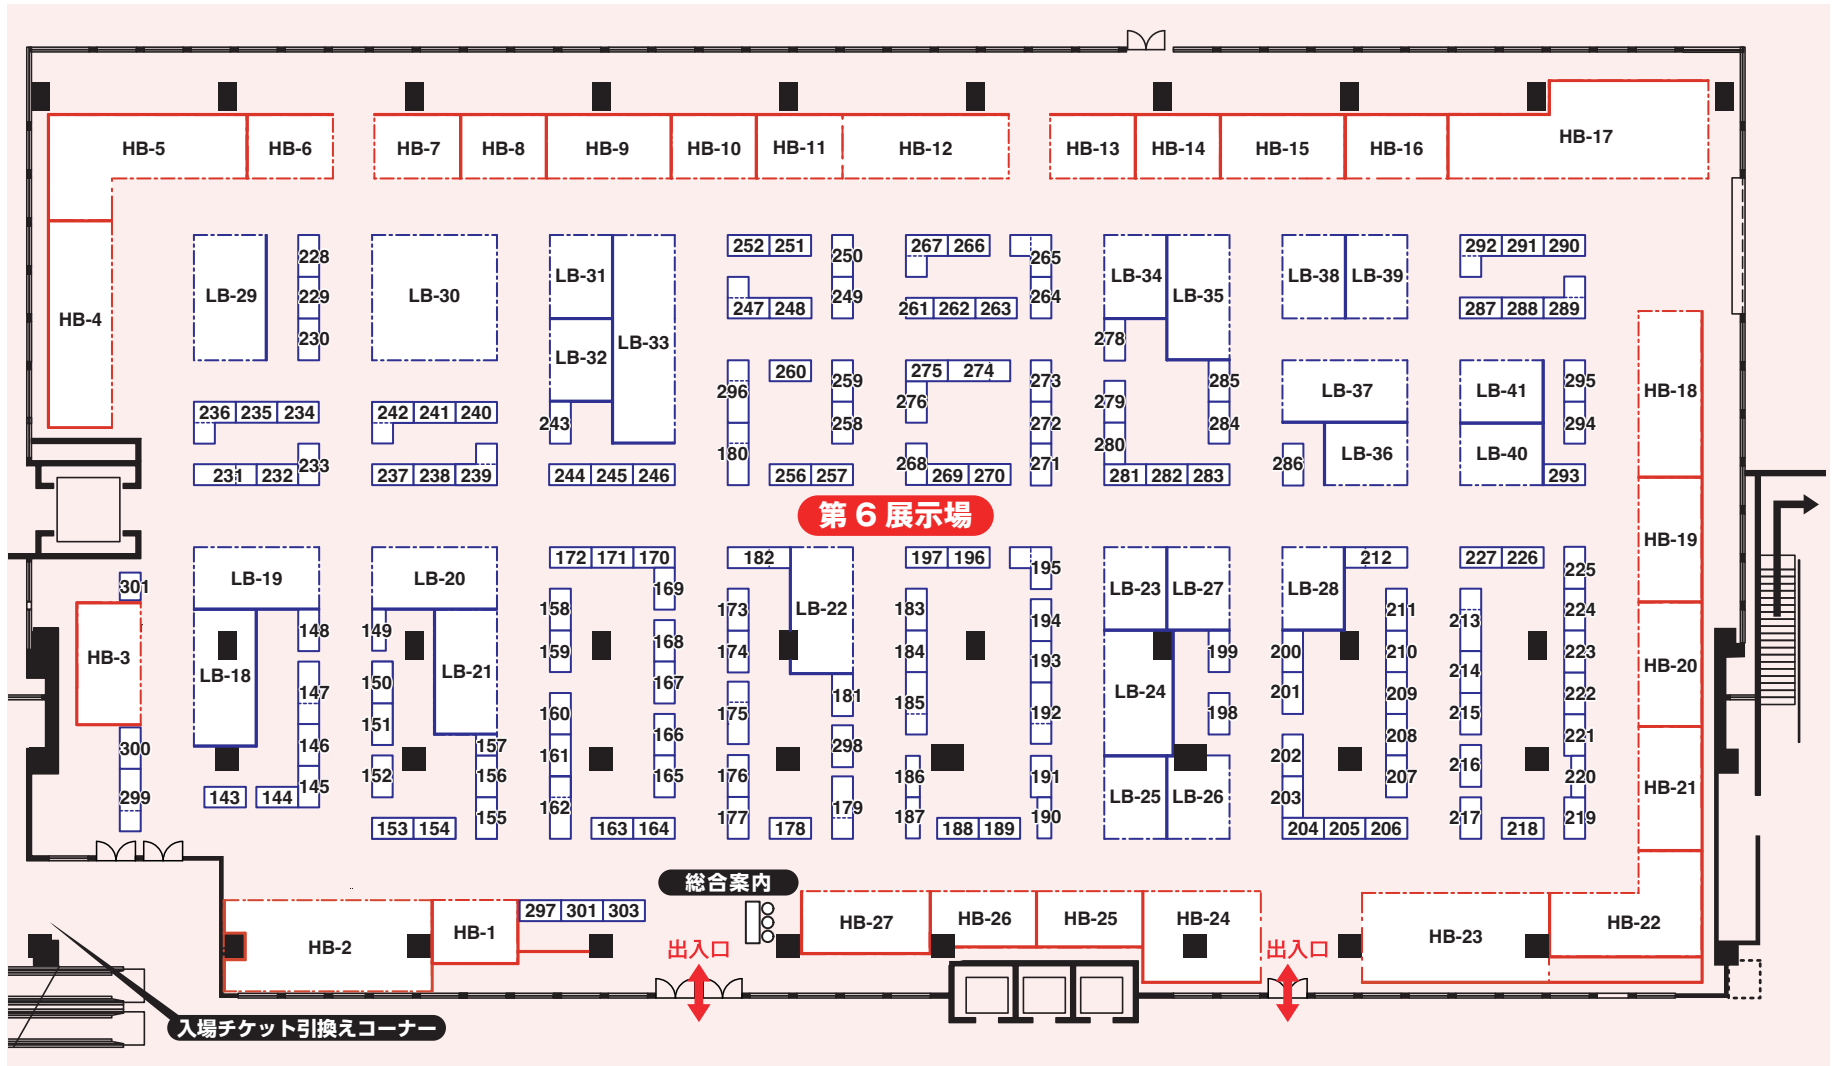 HB-5 HB-6 HB-7 HB-8 HB-9 HB-10 HB-11 HB-12 HB-13 HB-14 HB-15 HB-16 HB-17
252 251 250 267 266 265 292 291 290
228 LB-31 LB-34 LB-38 LB-39
LB-29 229 LB-30 LB-35
247 248 249 261 262 263 264 287 288 289
HB-4 230 LB-32 LB-33 278
296 260 259 275 274 273 279 285 LB-37 LB-41 295 HB-18
276
236 235 234 242 241 240 243 258 272 280 284 294
231 232 233 237 238 239 244 245 246 180 256 257 268 269 270 271 281 282 283 286 LB-36 LB-40 293
第6展示場
HB-19
301 LB-19 LB-20 172 171 170 182 197 196 195 212 227 226 225
169 LB-23 LB-27 LB-28
158 173 LB-22 183 194 211 213 224
148 149 168
HB-3 LB-18 LB-21 159 174 184 193 199 200 210 214 223 HB-20
147 150 167 181 185 LB-24 201 209 222
151 160 175 192 198 215
300 146 157 161 166 298 202 208 221
152 156 165 176 186 191 216 207 220 HB-21
299 143 144 145 162 177 179 187 190 LB-25 LB-26 203 217 219
153 154 155 163 164 178 188 189 204 205 206 218
総合案内
297 301 303
HB-2 HB-1 HB-27 HB-26 HB-25 HB-24 HB-23 HB-22
出入口 出入口
入場チケット引換えコーナー